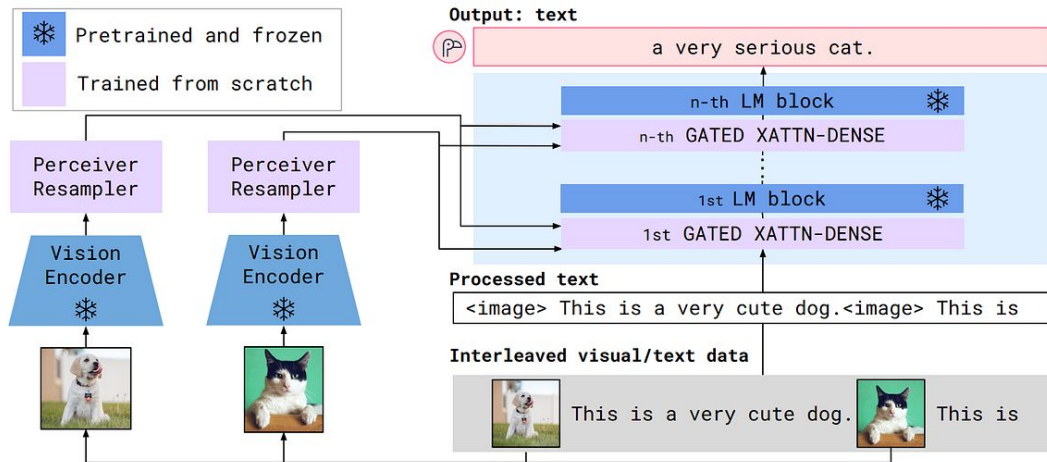 Pretrained and frozen
Trained from scratch
Perceiver
Resampler
Perceiver
Resampler
Vision
Encoder
Vision
Encoder
Output: text
a very serious cat.
n-th LM block
n-th GATED XATTN-DENSE
1st LM block
1st GATED XATTN-DENSE
Processed text
<image> This is a very cute dog.<image> This is
Interleaved visual/text data
This is a very cute dog.
This is